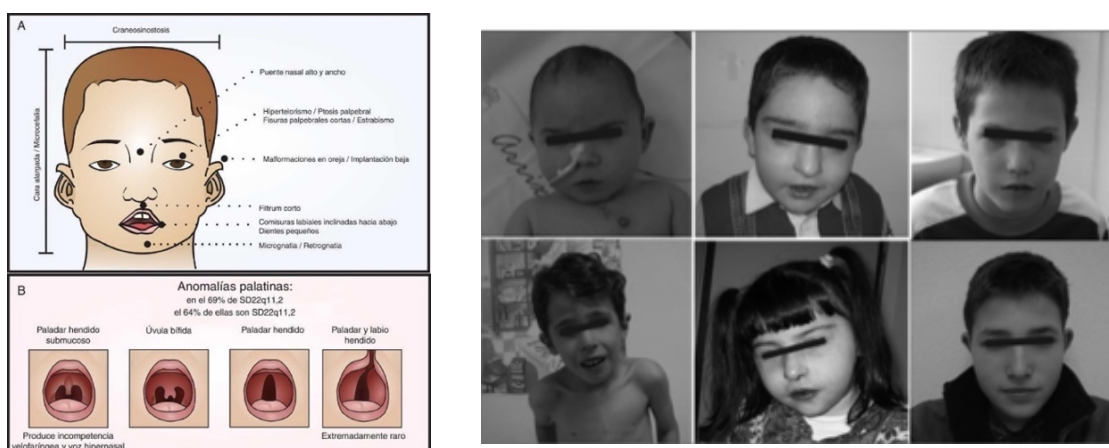 A
Craneosinostosis
Cara alargada / Microcefalia
Puente nasal alto y ancho
Hipertelorismo / Ptosis palpebral
Fisuras palpebrales cortas / Estrabismo
Malformaciones en oreja / Implantación baja
Filtrum corto
Comisuras labiales inclinadas hacia abajo
Dientes pequeños
Micrognatia / Retrognatia
B
Anomalías palatinas:
en el 69% de SD22q11,2
el 64% de ellas son SD22q11,2
Paladar hendido
submucoso
Úvula bífida
Paladar hendido
Paladar y labio
hendido
Produce incompetencia
velofaríngea y voz hipernasal
Extremadamente raro